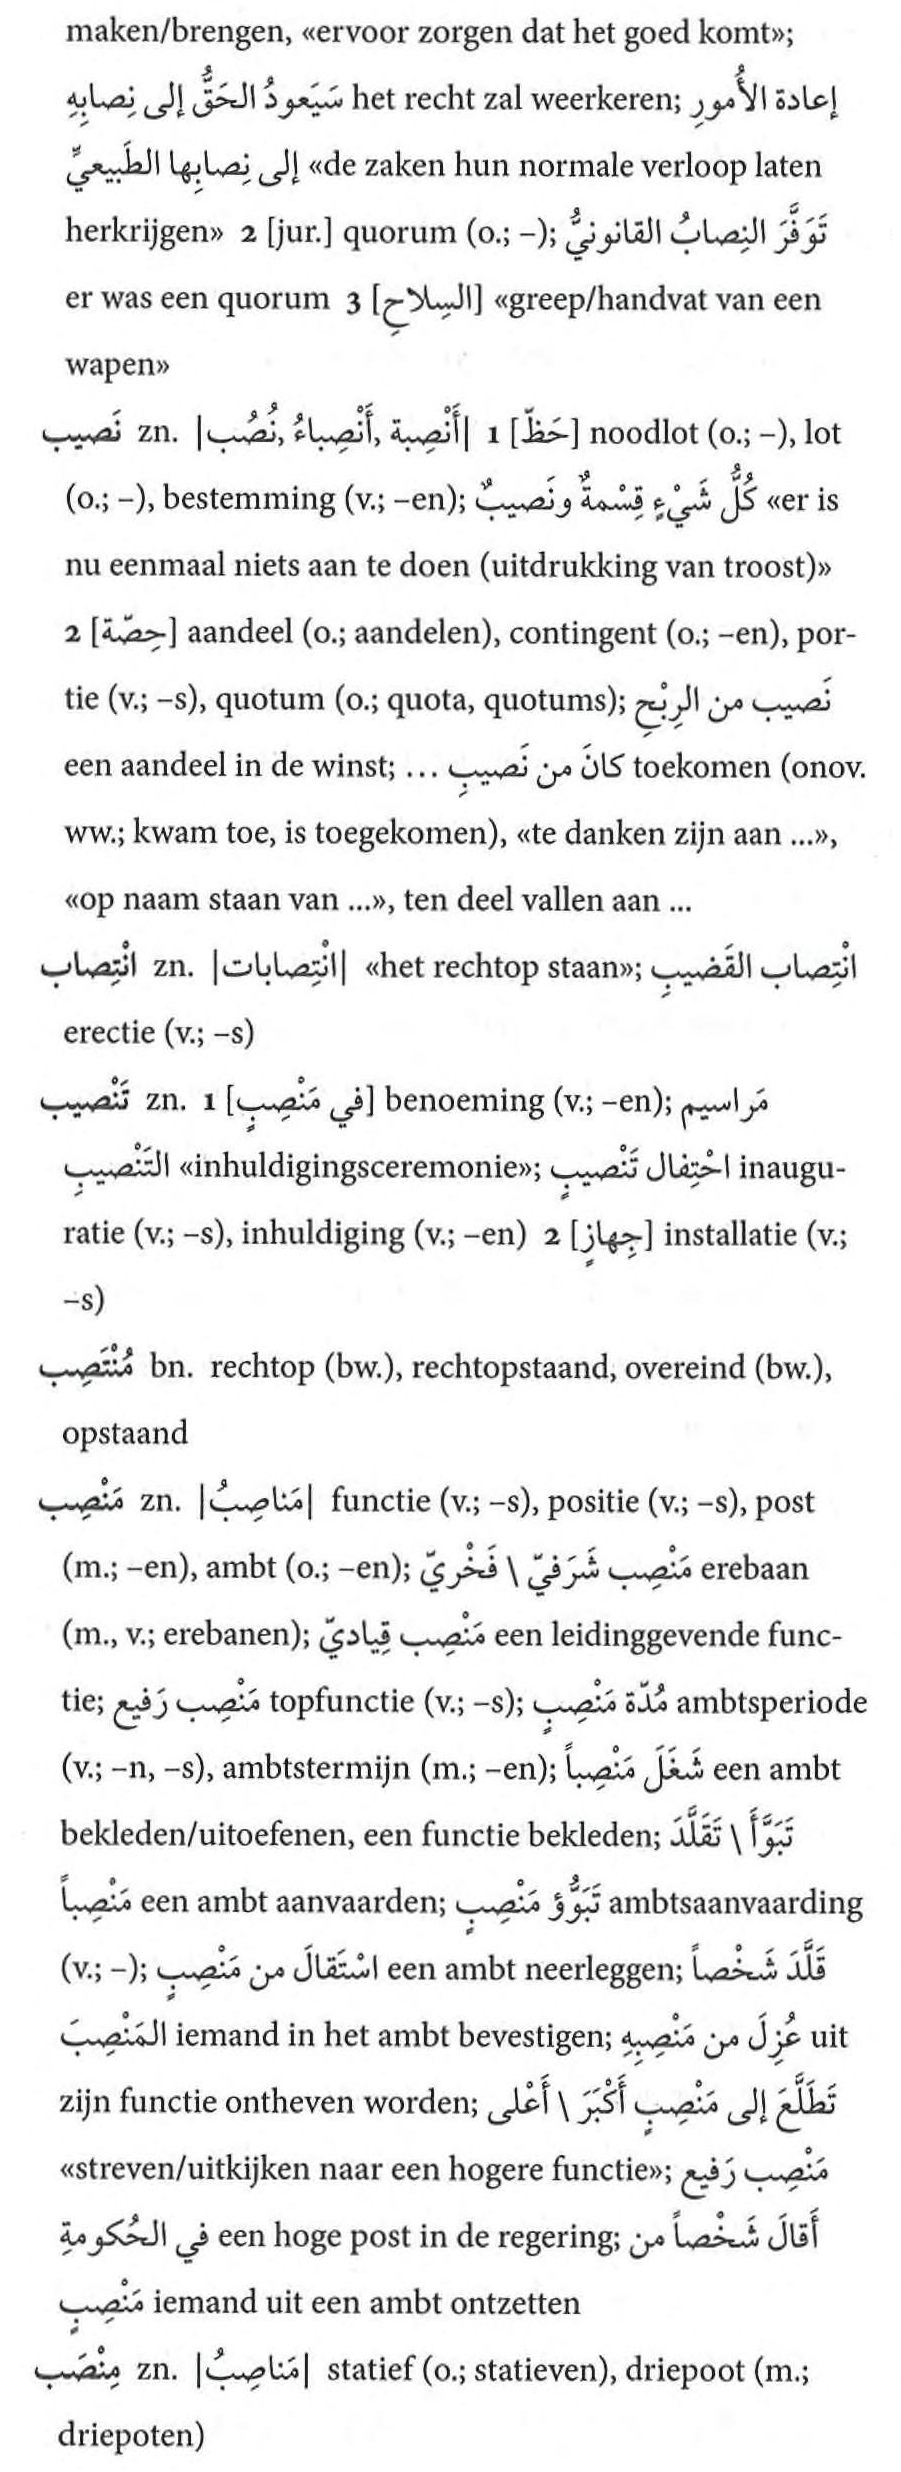 maken/brengen, «ervoor zorgen dat het goed komt»;
سَيَعودُ الحَقُّ إلى نِصابِهِ het recht zal weerkeren; إعادة الأُمورِ
إلى نِصابِها الطَبيعيِّ «de zaken hun normale verloop laten
herkrijgen» 2 [jur.] quorum (o.; –); تَوَفَّرَ النِصابُ القانونيُّ
er was een quorum 3 [السِلاحِ] «greep/handvat van een
wapen»
نَصيب zn. |أَنْصِبة, أَنْصِباءُ, نُصُب| 1 [حَظّ] noodlot (o.; –), lot
(o.; –), bestemming (v.; –en); كُلُّ شَيْءٍ قِسْمةٌ ونَصيبٌ «er is
nu eenmaal niets aan te doen (uitdrukking van troost)»
2 [حِصّة] aandeel (o.; aandelen), contingent (o.; –en), por-
tie (v.; –s), quotum (o.; quota, quotums); نَصيب من الرِبْحِ
een aandeel in de winst; كانَ من نَصيبِ ... toekomen (onov.
ww.; kwam toe, is toegekomen), «te danken zijn aan ...»,
«op naam staan van ...», ten deel vallen aan ...
انْتِصاب zn. |انْتِصابات| «het rechtop staan»; انْتِصاب القَضيبِ
erectie (v.; –s)
تَنْصيب zn. 1 [في مَنْصِبٍ] benoeming (v.; –en); مَراسيم
التَنْصيبِ «inhuldigingsceremonie»; احْتِفال تَنْصيبٍ inaugu-
ratie (v.; –s), inhuldiging (v.; –en) 2 [جِهازٍ] installatie (v.;
–s)
مُنْتَصِب bn. rechtop (bw.), rechtopstaand, overeind (bw.),
opstaand
مَنْصِب zn. |مَناصِبُ| functie (v.; –s), positie (v.; –s), post
(m.; –en), ambt (o.; –en); مَنْصِب شَرَفيّ \ فَخْريّ erebaan
(m., v.; erebanen); مَنْصِب قِياديّ een leidinggevende func-
tie; مَنْصِب رَفيع topfunctie (v.; –s); مُدّة مَنْصِبٍ ambtsperiode
(v.; –n, –s), ambtstermijn (m.; –en); شَغَلَ مَنْصِباً een ambt
bekleden/uitoefenen, een functie bekleden; تَبَوَّأَ \ تَقَلَّدَ
مَنْصِباً een ambt aanvaarden; تَبَوُّؤ مَنْصِبٍ ambtsaanvaarding
(v.; –); اسْتَقالَ من مَنْصِبٍ een ambt neerleggen; قَلَّدَ شَخْصاً
المَنْصِبَ iemand in het ambt bevestigen; عُزِلَ من مَنْصِبِهِ uit
zijn functie ontheven worden; تَطَلَّعَ إلى مَنْصِبٍ أَكْبَرَ \ أَعْلى
«streven/uitkijken naar een hogere functie»; مَنْصِب رَفيع
في الحُكومةِ een hoge post in de regering; أَقالَ شَخْصاً من
مَنْصِبٍ iemand uit een ambt ontzetten
مِنْصَب zn. |مَناصِبُ| statief (o.; statieven), driepoot (m.;
driepoten)